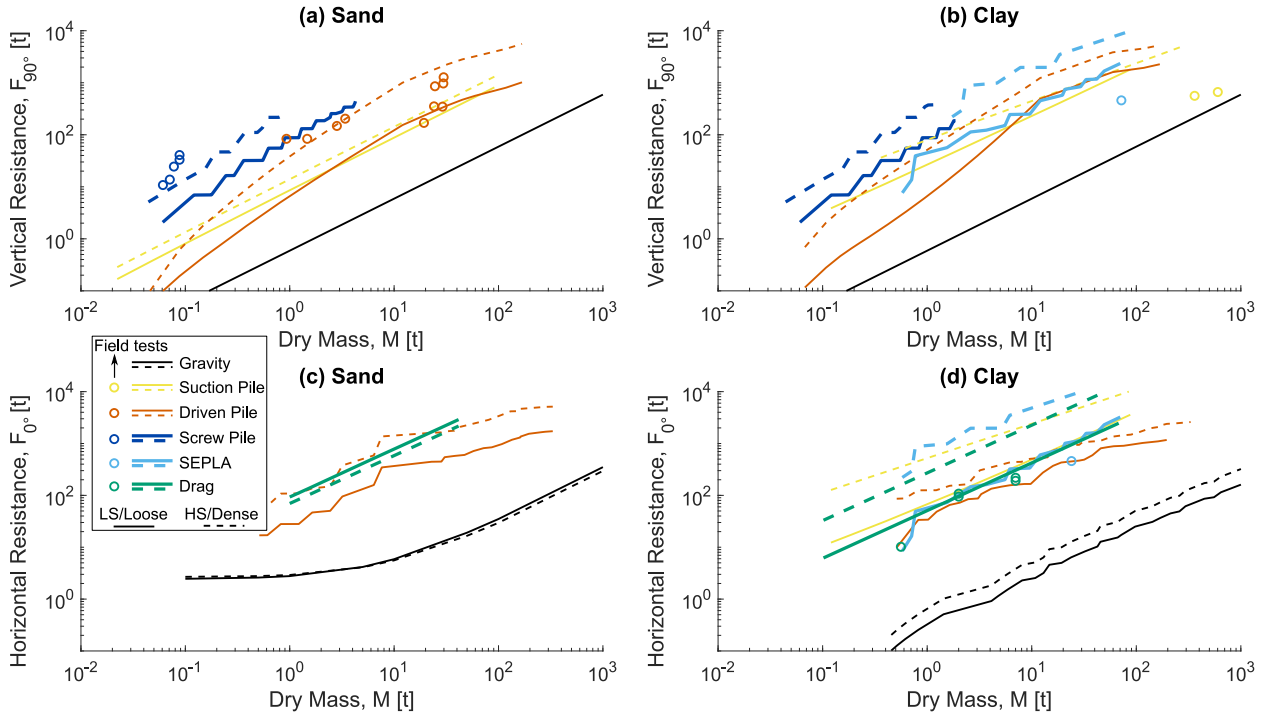 (a) Sand
Vertical Resistance, F90° [t]
10^4
10^2
10^0
10^-2
10^-1
10^0
10^1
10^2
10^3
Dry Mass, M [t]
(b) Clay
Vertical Resistance, F90° [t]
10^4
10^2
10^0
10^-2
10^-1
10^0
10^1
10^2
10^3
Dry Mass, M [t]
Field tests
Gravity
Suction Pile
Driven Pile
Screw Pile
SEPLA
Drag
LS/Loose HS/Dense
(c) Sand
Horizontal Resistance, F0° [t]
10^4
10^2
10^0
10^-2
10^-1
10^0
10^1
10^2
10^3
Dry Mass, M [t]
(d) Clay
Horizontal Resistance, F0° [t]
10^4
10^2
10^0
10^-2
10^-1
10^0
10^1
10^2
10^3
Dry Mass, M [t]